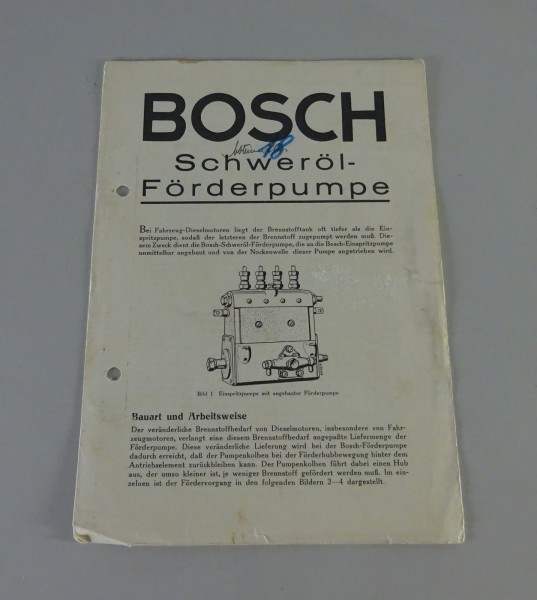 BOSCH
18.
Schweröl-
Förderpumpe
Bei Fahrzeug-Dieselmotoren liegt der Brennstofftank oft tiefer als die Ein-
spritzpumpe, sodaß der letzteren der Brennstoff zugepumpt werden muß. Die-
sem Zweck dient die Bosch-Schweröl-Förderpumpe, die an die Bosch-Einspritzpumpe
unmittelbar angebaut und von der Nockenwelle dieser Pumpe angetrieben wird.
Bild 1 Einspritzpumpe mit angebauter Förderpumpe
Bauart und Arbeitsweise
Der veränderliche Brennstoffbedarf von Dieselmotoren, insbesondere von Fahr-
zeugmotoren, verlangt eine diesem Brennstoffbedarf angepaßte Liefermenge der
Förderpumpe. Diese veränderliche Lieferung wird bei der Bosch-Förderpumpe
dadurch erreicht, daß der Pumpenkolben bei der Förderhubbewegung hinter dem
Antriebselement zurückbleiben kann. Der Pumpenkolben führt dabei einen Hub
aus, der umso kleiner ist, je weniger Brennstoff gefördert werden muß. Im ein-
zelnen ist der Fördervorgang in den folgenden Bildern 2—4 dargestellt.